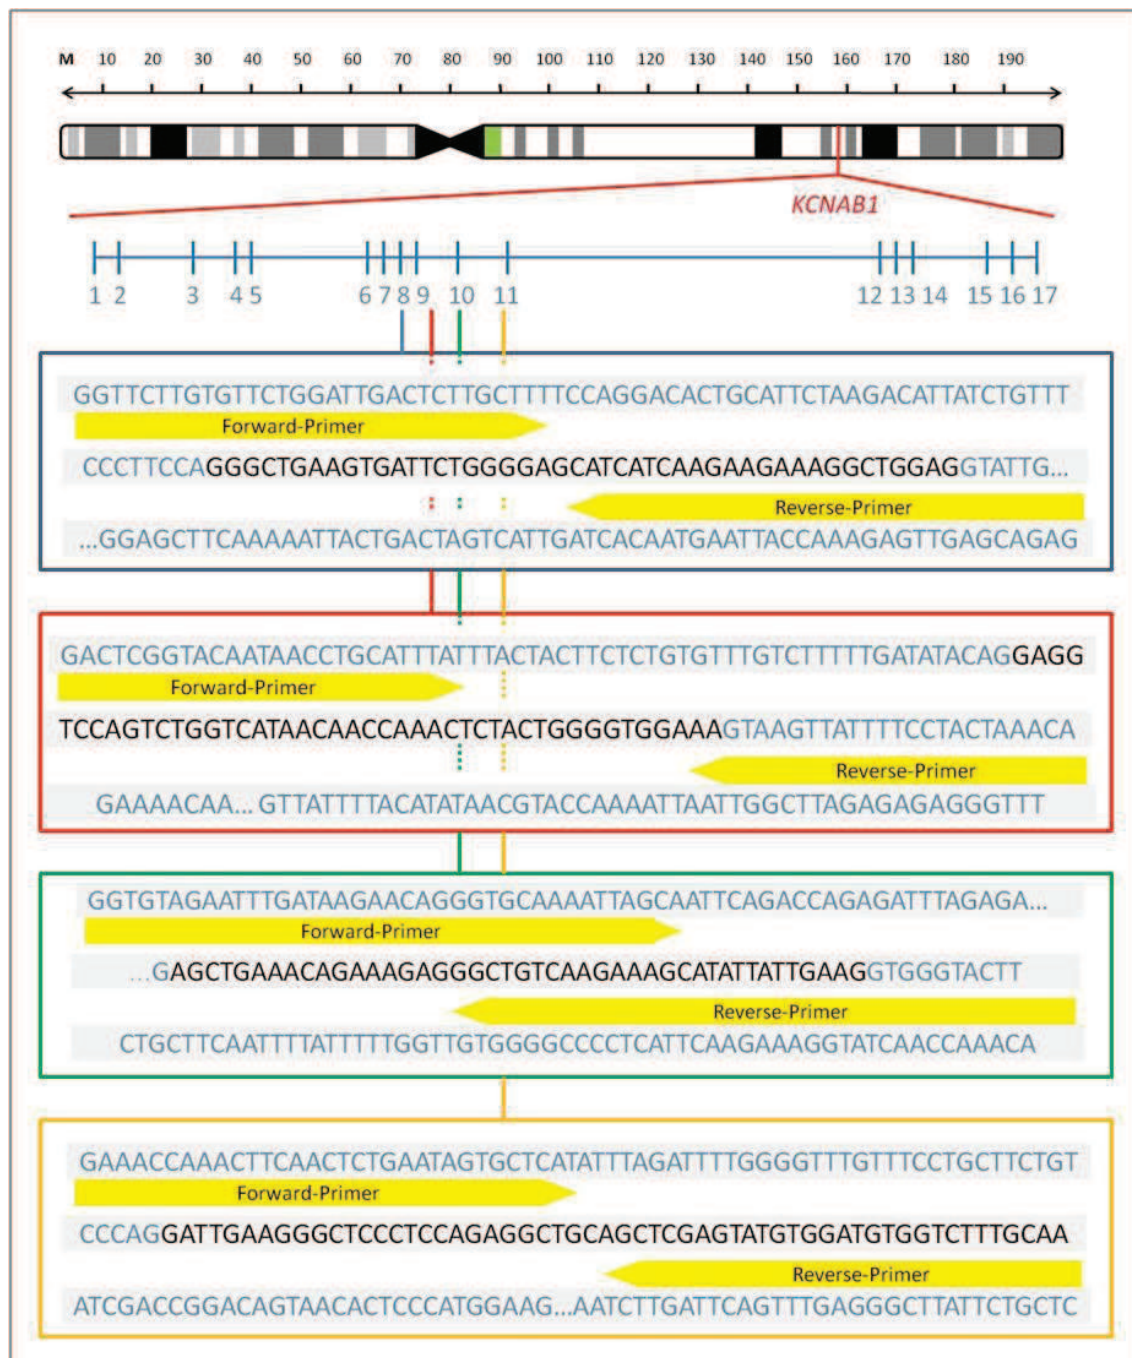 M 10 20 30 40 50 60 70 80 90 100 110 120 130 140 150 160 170 180 190
KCNAB1
1 2 3 4 5 6 7 8 9 10 11 12 13 14 15 16 17
GGTTCTTGTGTTCTGGATTGACTCTTGCTTTTCCAGGACACTGCATTCTAAGACATTATCTGTTT
Forward-Primer
CCCTTCCAGGGCTGAAGTGATTCTGGGGAGCATCATCAAGAAGAAAGGCTGGAGGTATTG...
Reverse-Primer
...GGAGCTTCAAAAATTACTGACTAGTCATTGATCACAATGAATTACCAAAGAGTTGAGCAGAG
GACTCGGTACAATAACCTGCATTTATTTACTACTTCTCTGTGTTTGTCTTTTTGATATACAGGAGG
Forward-Primer
TCCAGTCTGGTCATAACAACCAAACTCTACTGGGGTGGAAAGTAAGTTATTTTCCTACTAAACA
Reverse-Primer
GAAAACAA... GTTATTTTACATATAACGTACCAAAATTAATTGGCTTAGAGAGAGGGTTT
GGTGTAGAATTTGATAAGAACAGGGTGCAAAATTAGCAATTCAGACCAGAGATTTAGAGA...
Forward-Primer
...GAGCTGAAACAGAAAGAGGGCTGTCAAGAAAGCATATTATTGAAGGTGGGTACTT
Reverse-Primer
CTGCTTCAATTTTATTTTTGGTTGTGGGGCCCCTCATTCAAGAAAGGTATCAACCAAACA
GAAACCAAACTTCAACTCTGAATAGTGCTCATATTTAGATTTTGGGGTTTGTTTCCTGCTTCTGT
Forward-Primer
CCCAGGATTGAAGGGCTCCCTCCAGAGGCTGCAGCTCGAGTATGTGGATGTGGTCTTTGCAA
Reverse-Primer
ATCGACCGGACAGTAACACTCCCATGGAAG...AATCTTGATTCAGTTTGAGGGCTTATTCTGCTC